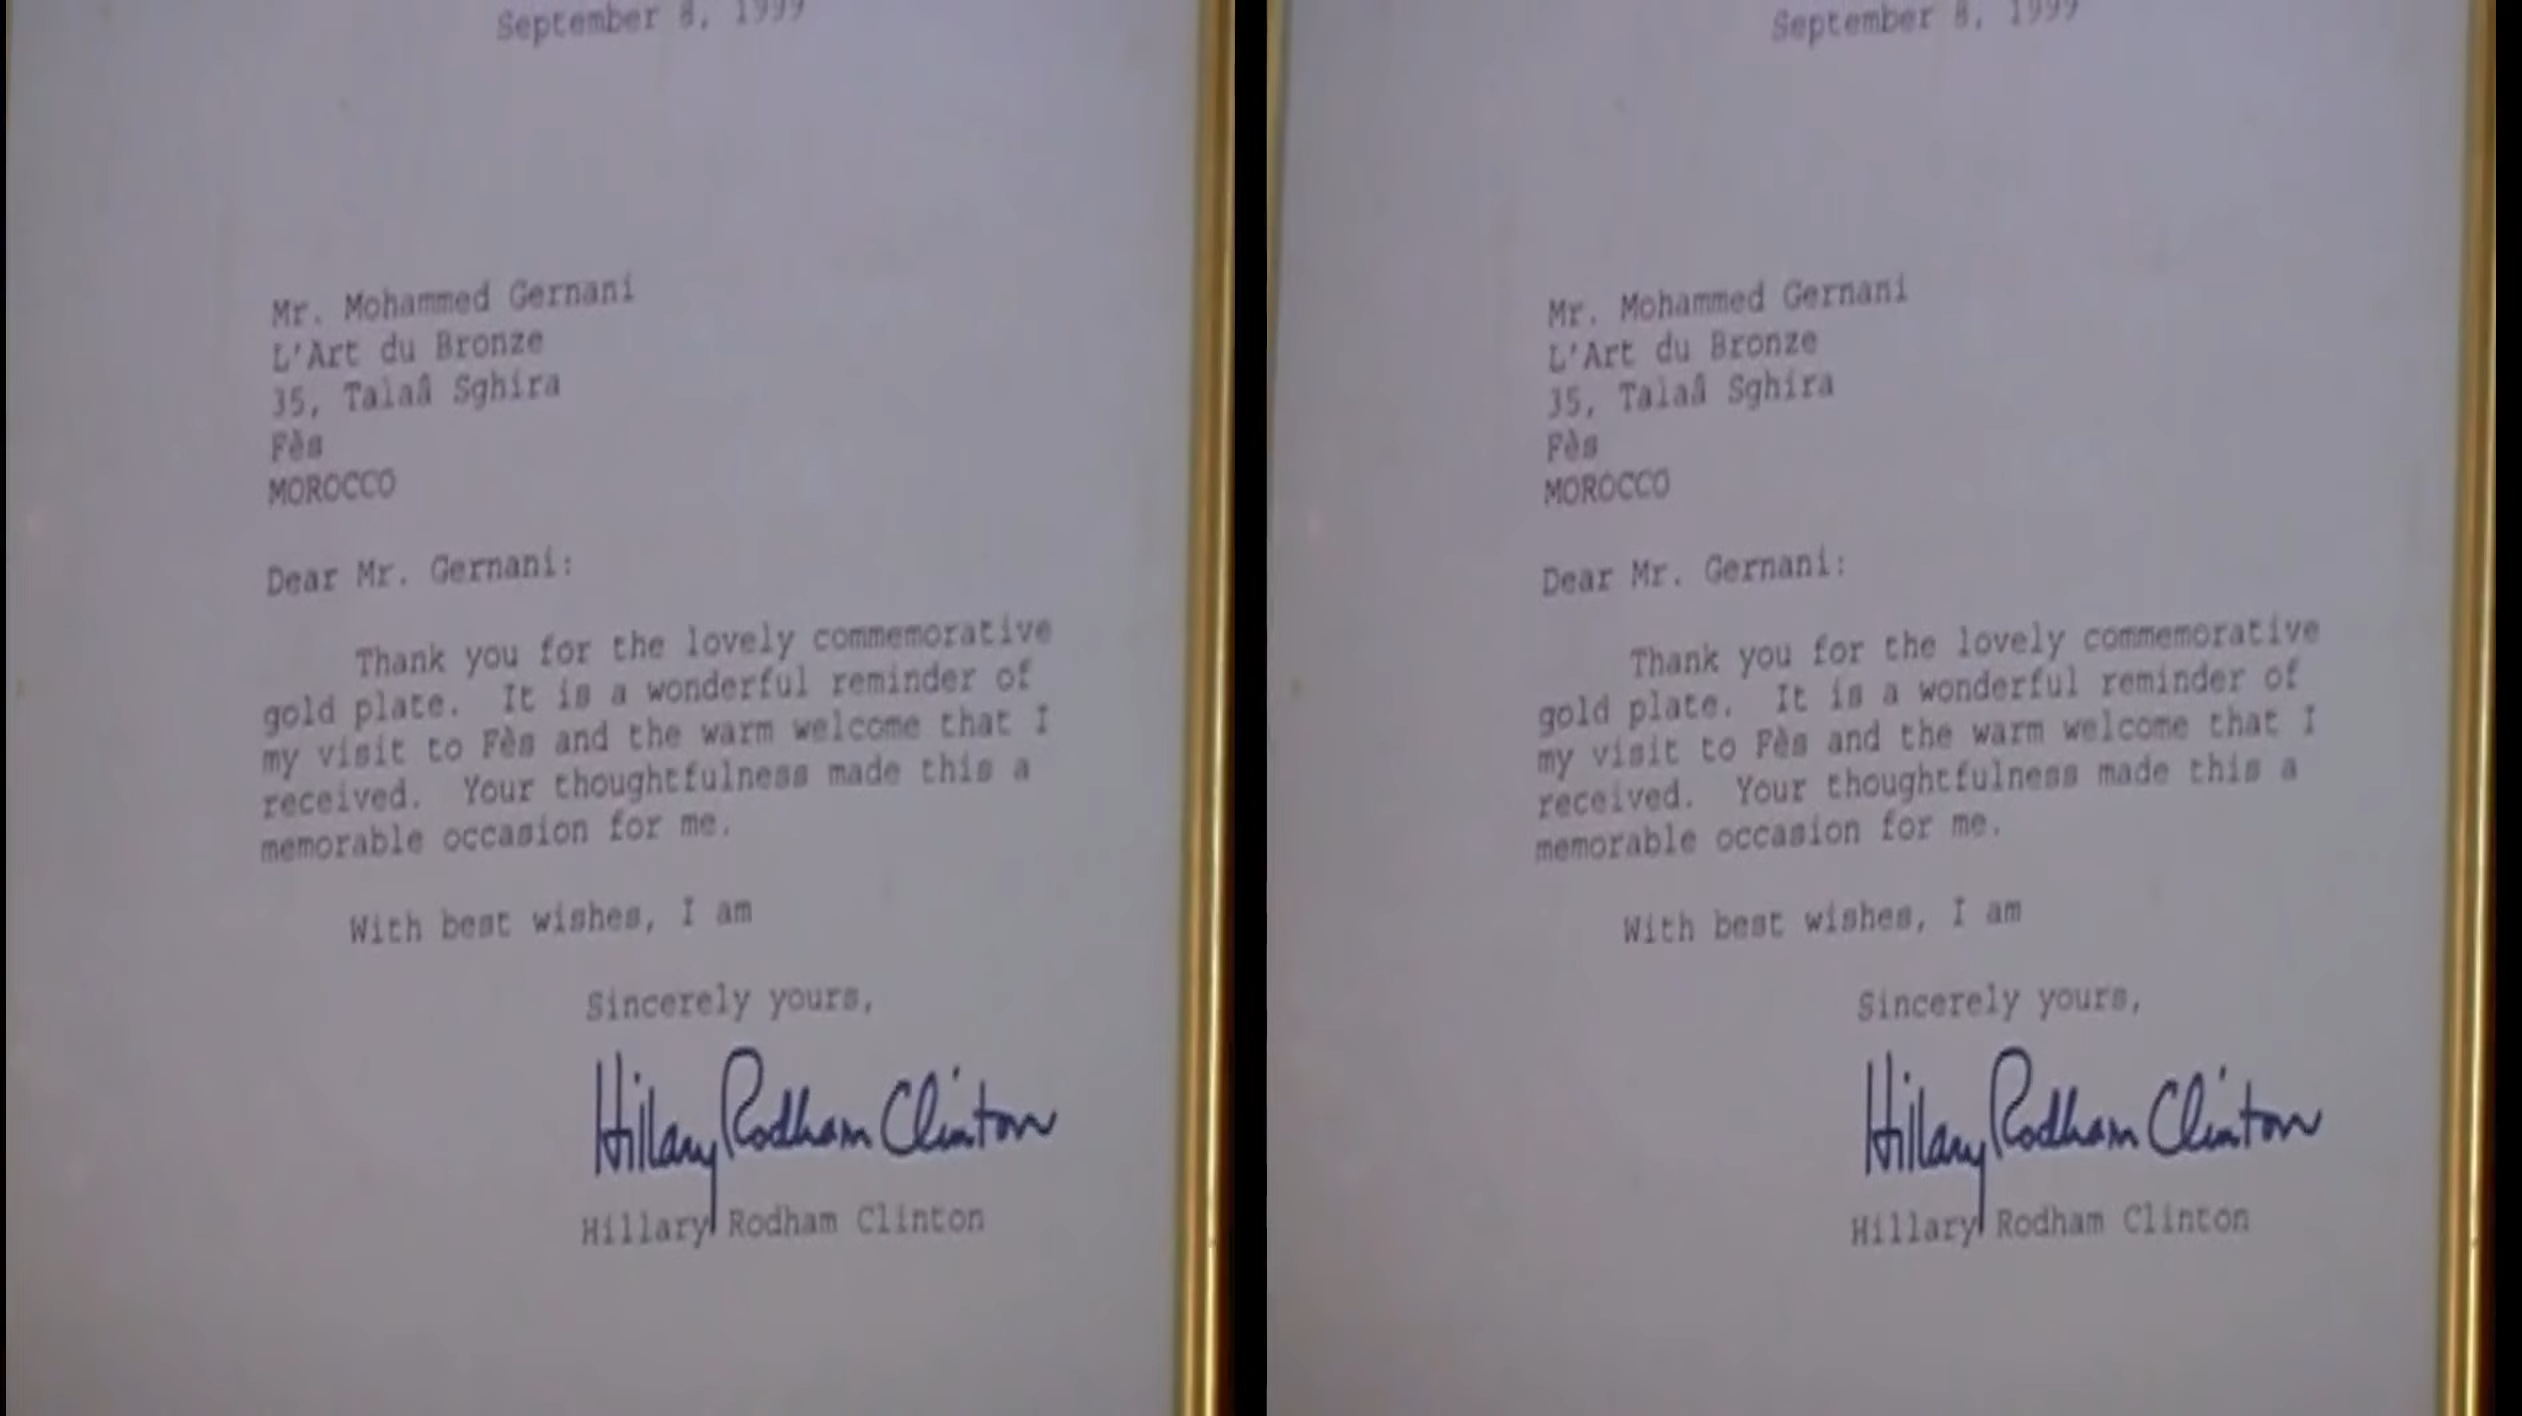 September 8, 1999
Mr. Mohammed Gernani
L'Art du Bronze
35, Talaâ Sghira
Fès
MOROCCO
Dear Mr. Gernani:
Thank you for the lovely commemorative
gold plate. It is a wonderful reminder of
my visit to Fès and the warm welcome that I
received. Your thoughtfulness made this a
memorable occasion for me.
With best wishes, I am
Sincerely yours,
Hillary Rodham Clinton
Hillary Rodham Clinton
September 8, 1999
Mr. Mohammed Gernani
L'Art du Bronze
35, Talaâ Sghira
Fès
MOROCCO
Dear Mr. Gernani:
Thank you for the lovely commemorative
gold plate. It is a wonderful reminder of
my visit to Fès and the warm welcome that I
received. Your thoughtfulness made this a
memorable occasion for me.
With best wishes, I am
Sincerely yours,
Hillary Rodham Clinton
Hillary Rodham Clinton